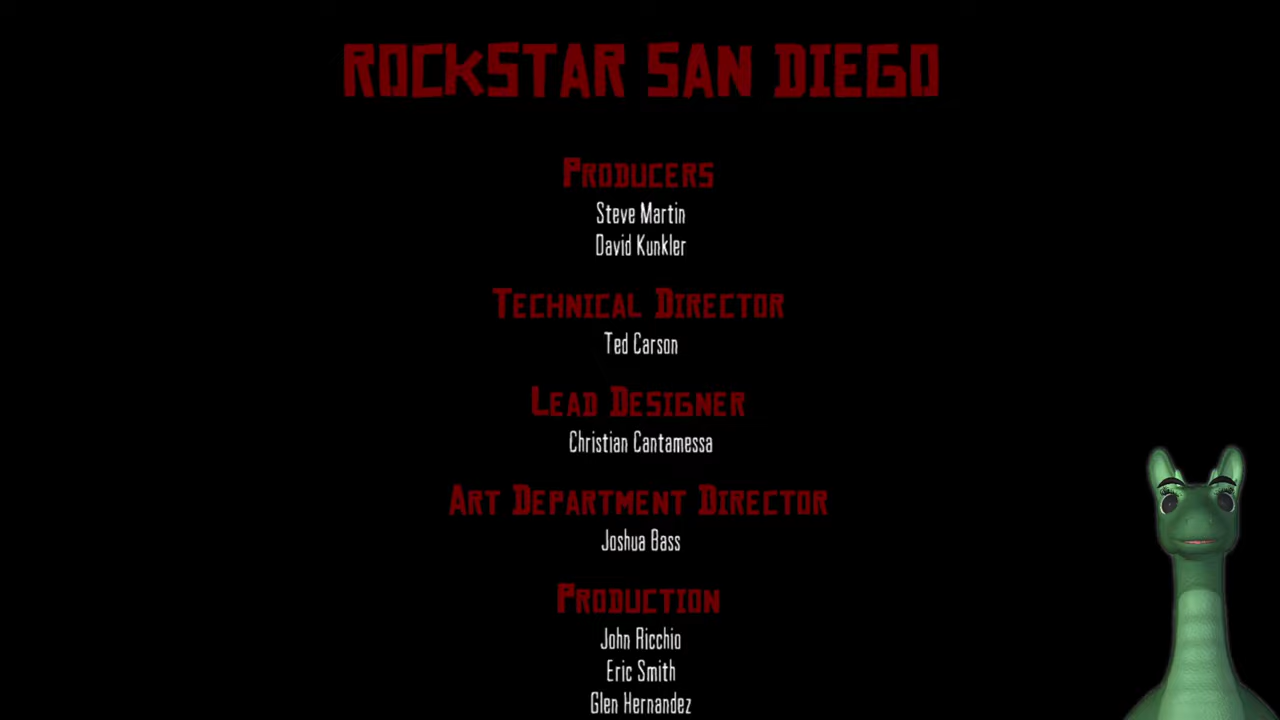 ROCKSTAR SAN DIEGO
PRODUCERS
Steve Martin
David Kunkler
TECHNICAL DIRECTOR
Ted Carson
LEAD DESIGNER
Christian Cantamessa
ART DEPARTMENT DIRECTOR
Joshua Bass
PRODUCTION
John Ricchio
Eric Smith
Glen Hernandez